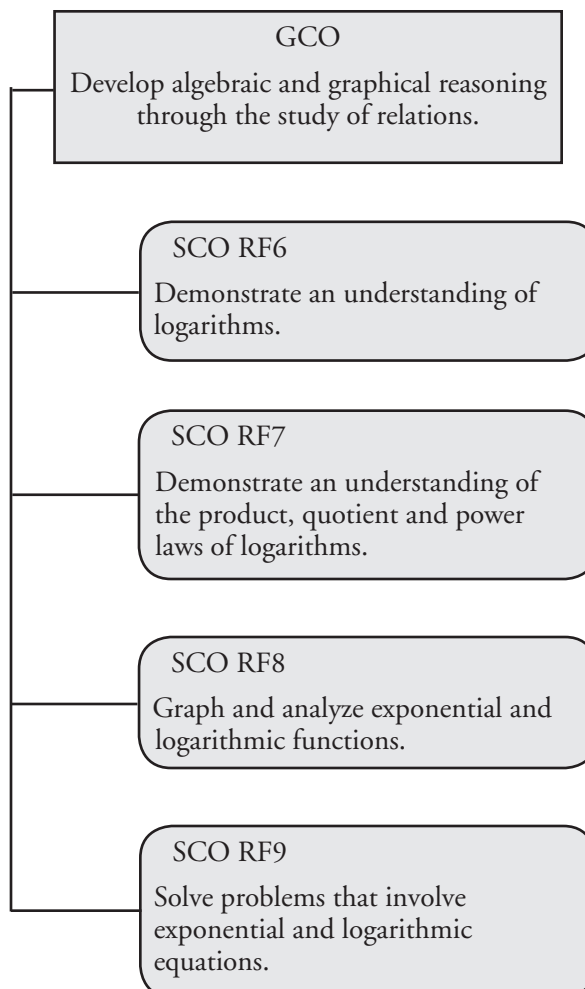 GCO
Develop algebraic and graphical reasoning
through the study of relations.
SCO RF6
Demonstrate an understanding of
logarithms.
SCO RF7
Demonstrate an understanding of
the product, quotient and power
laws of logarithms.
SCO RF8
Graph and analyze exponential and
logarithmic functions.
SCO RF9
Solve problems that involve
exponential and logarithmic
equations.